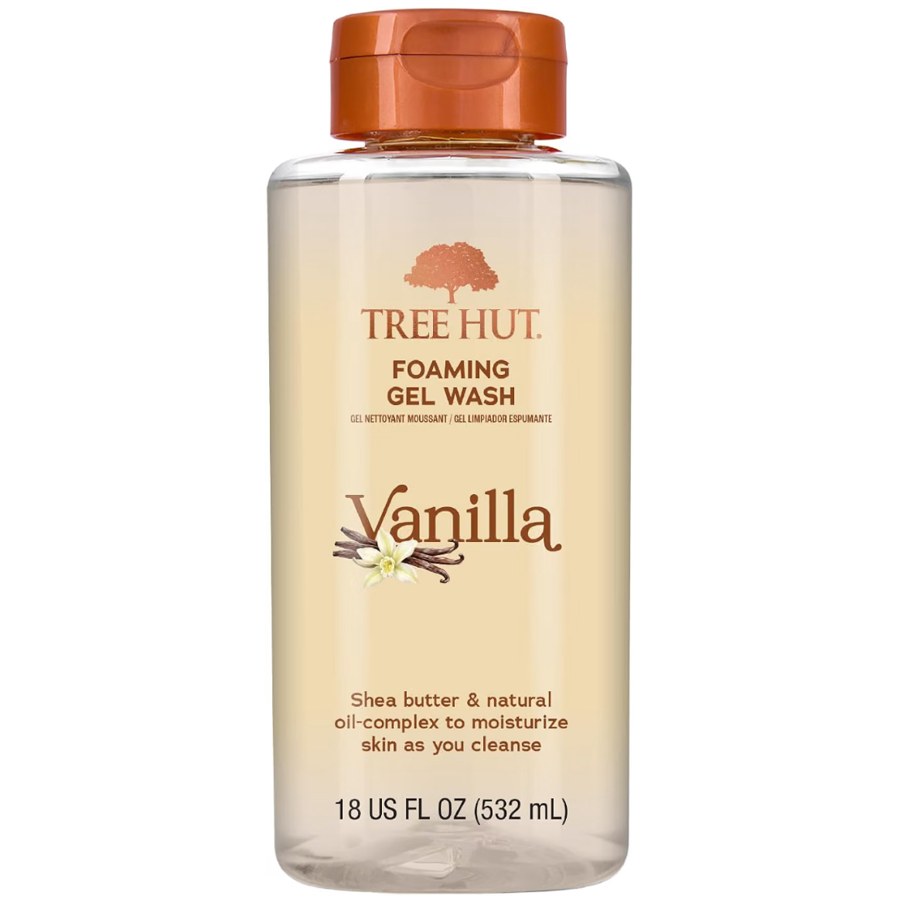 TREE HUT.
FOAMING
GEL WASH
GEL NETTOYANT MOUSSANT / GEL LIMPIADOR ESPUMANTE
Vanilla
Shea butter & natural
oil-complex to moisturize
skin as you cleanse
18 US FL OZ (532 mL)